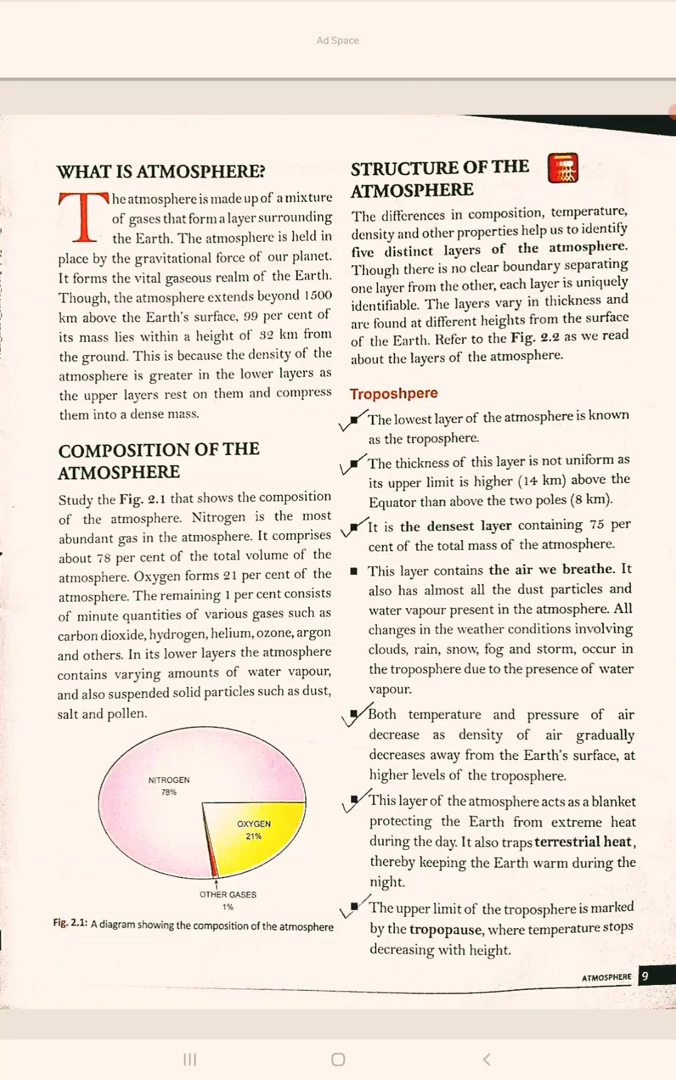 Ad Space
WHAT IS ATMOSPHERE?
The atmosphere is made up of a mixture
of gases that form a layer surrounding
the Earth. The atmosphere is held in
place by the gravitational force of our planet.
It forms the vital gaseous realm of the Earth.
Though, the atmosphere extends beyond 1500
km above the Earth's surface, 99 per cent of
its mass lies within a height of 32 km from
the ground. This is because the density of the
atmosphere is greater in the lower layers as
the upper layers rest on them and compress
them into a dense mass.
COMPOSITION OF THE
ATMOSPHERE
Study the Fig. 2.1 that shows the composition
of the atmosphere. Nitrogen is the most
abundant gas in the atmosphere. It comprises
about 78 per cent of the total volume of the
atmosphere. Oxygen forms 21 per cent of the
atmosphere. The remaining 1 per cent consists
of minute quantities of various gases such as
carbon dioxide, hydrogen, helium, ozone, argon
and others. In its lower layers the atmosphere
contains varying amounts of water vapour,
and also suspended solid particles such as dust,
salt and pollen.
NITROGEN
78%
OXYGEN
21%
OTHER GASES
1%
Fig. 2.1: A diagram showing the composition of the atmosphere
STRUCTURE OF THE
ATMOSPHERE
The differences in composition, temperature,
density and other properties help us to identify
five distinct layers of the atmosphere.
Though there is no clear boundary separating
one layer from the other, each layer is uniquely
identifiable. The layers vary in thickness and
are found at different heights from the surface
of the Earth. Refer to the Fig. 2.2 as we read
about the layers of the atmosphere.
Troposhpere
■ The lowest layer of the atmosphere is known
as the troposphere.
■ The thickness of this layer is not uniform as
its upper limit is higher (14 km) above the
Equator than above the two poles (8 km).
■ It is the densest layer containing 75 per
cent of the total mass of the atmosphere.
■ This layer contains the air we breathe. It
also has almost all the dust particles and
water vapour present in the atmosphere. All
changes in the weather conditions involving
clouds, rain, snow, fog and storm, occur in
the troposphere due to the presence of water
vapour.
■ Both temperature and pressure of air
decrease as density of air gradually
decreases away from the Earth's surface, at
higher levels of the troposphere.
■ This layer of the atmosphere acts as a blanket
protecting the Earth from extreme heat
during the day. It also traps terrestrial heat,
thereby keeping the Earth warm during the
night.
■ The upper limit of the troposphere is marked
by the tropopause, where temperature stops
decreasing with height.
ATMOSPHERE 9